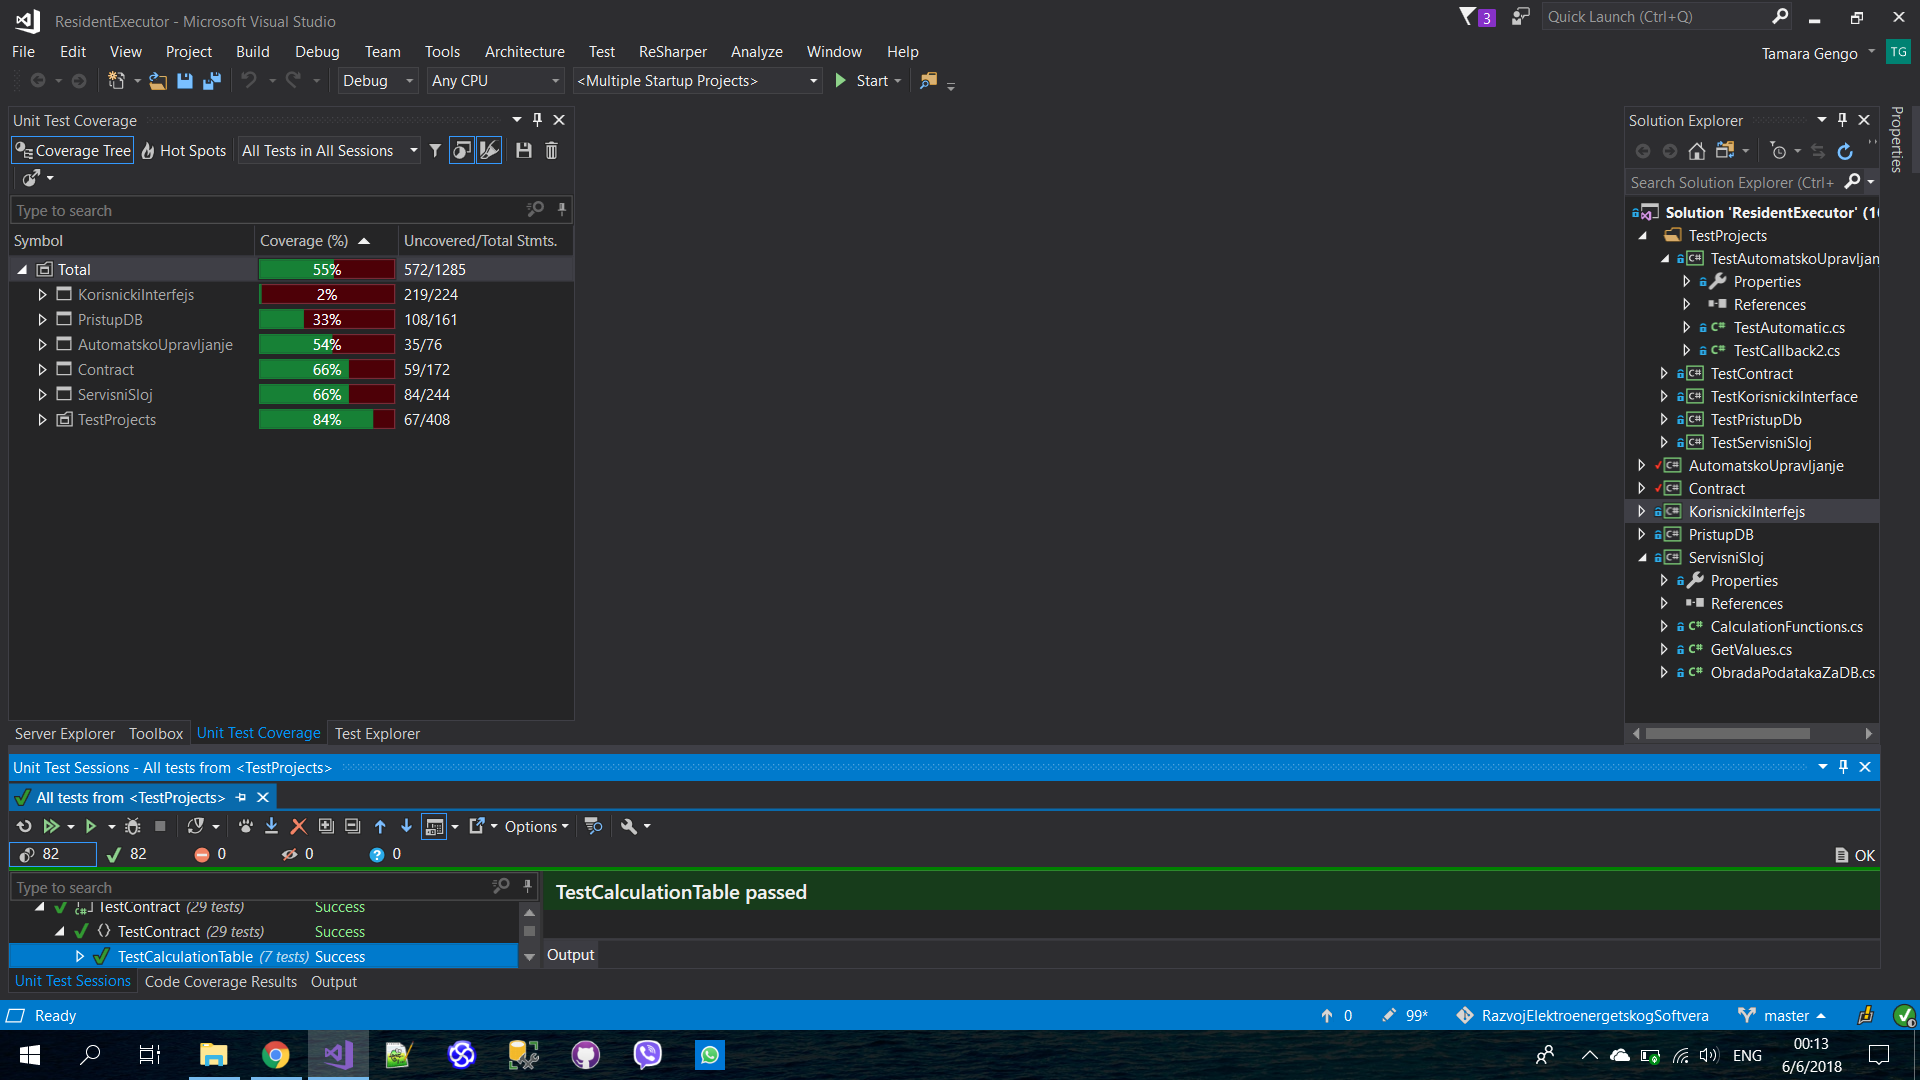 ResidentExecutor - Microsoft Visual Studio
3
Quick Launch (Ctrl+Q)
File Edit View Project Build Debug Team Tools Architecture Test ReSharper Analyze Window Help
Tamara Gengo TG
Debug Any CPU <Multiple Startup Projects> Start
Unit Test Coverage
Coverage Tree Hot Spots All Tests in All Sessions
Type to search
Symbol Coverage (%) Uncovered/Total Stmts.
Total 55% 572/1285
KorisnickiInterfejs 2% 219/224
PristupDB 33% 108/161
AutomatskoUpravljanje 54% 35/76
Contract 66% 59/172
ServisniSloj 66% 84/244
TestProjects 84% 67/408
Server Explorer Toolbox Unit Test Coverage Test Explorer
Solution Explorer
Search Solution Explorer (Ctrl+
Solution 'ResidentExecutor' (1
TestProjects
TestAutomatskoUpravljan
Properties
References
TestAutomatic.cs
TestCallback2.cs
TestContract
TestKorisnickiInterface
TestPristupDb
TestServisniSloj
AutomatskoUpravljanje
Contract
KorisnickiInterfejs
PristupDB
ServisniSloj
Properties
References
CalculationFunctions.cs
GetValues.cs
ObradaPodatakaZaDB.cs
Properties
Unit Test Sessions - All tests from <TestProjects>
All tests from <TestProjects>
Options
82 82 0 0 0
OK
Type to search
TestContract (29 tests) Success
TestContract (29 tests) Success
TestCalculationTable (7 tests) Success
TestCalculationTable passed
Output
Unit Test Sessions Code Coverage Results Output
Ready
0 99* RazvojElektroenergetskogSoftvera master
ENG
00:13
6/6/2018